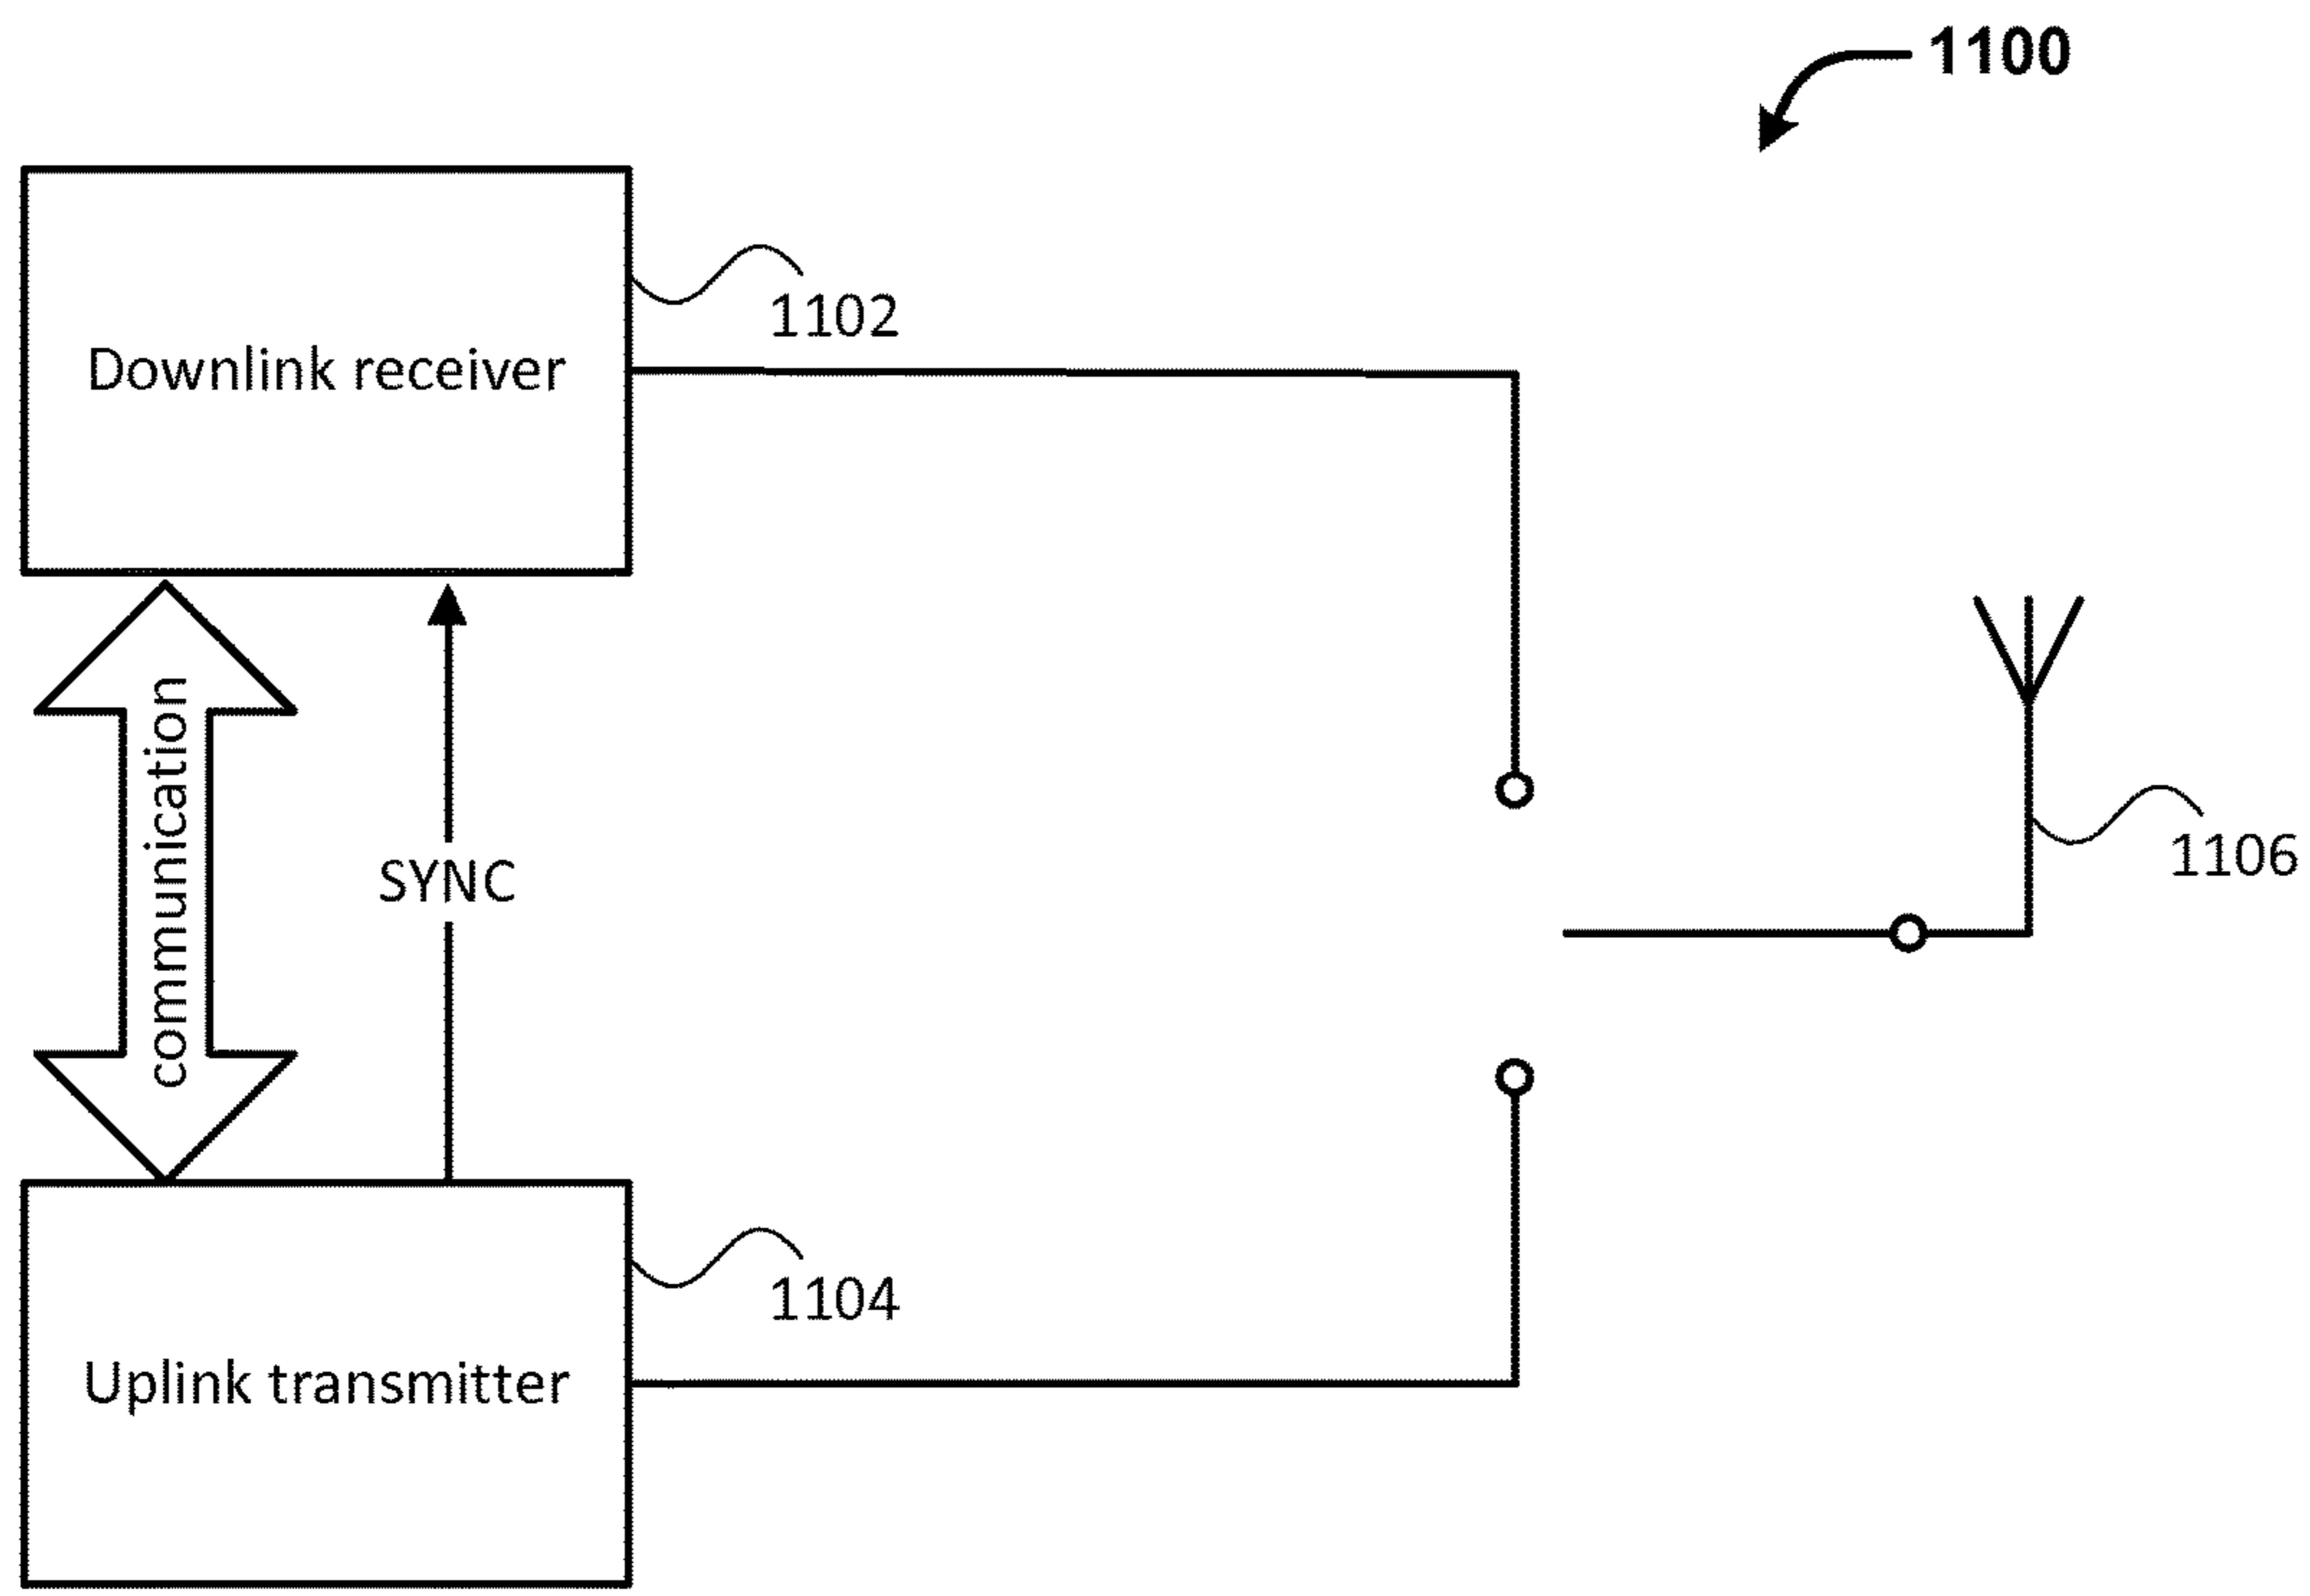 1100
1102
Downlink receiver
communication
SYNC
1106
1104
Uplink transmitter